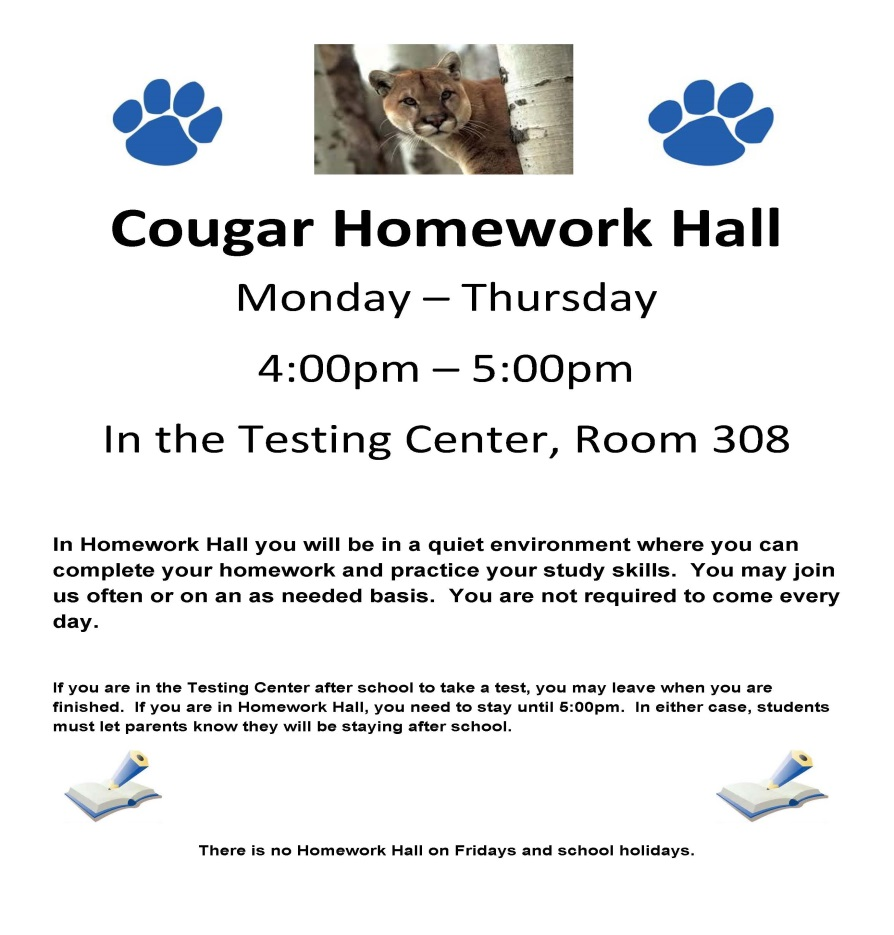 Cougar Homework Hall
Monday – Thursday
4:00pm – 5:00pm
In the Testing Center, Room 308
In Homework Hall you will be in a quiet environment where you can
complete your homework and practice your study skills.  You may join
us often or on an as needed basis.  You are not required to come every
day.
If you are in the Testing Center after school to take a test, you may leave when you are
finished.  If you are in Homework Hall, you need to stay until 5:00pm.  In either case, students
must let parents know they will be staying after school.
There is no Homework Hall on Fridays and school holidays.